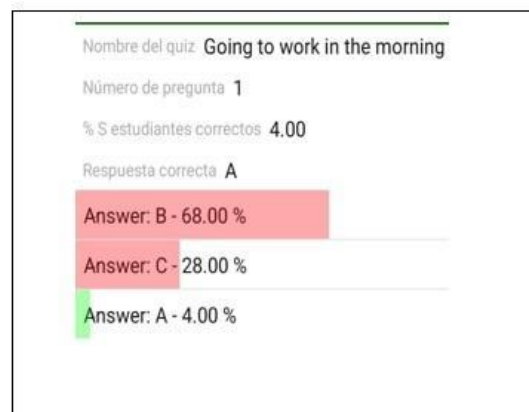 Nombre del quiz Going to work in the morning
Número de pregunta 1
% S estudiantes correctos 4.00
Respuesta correcta A
Answer: B - 68.00 %
Answer: C - 28.00 %
Answer: A - 4.00 %